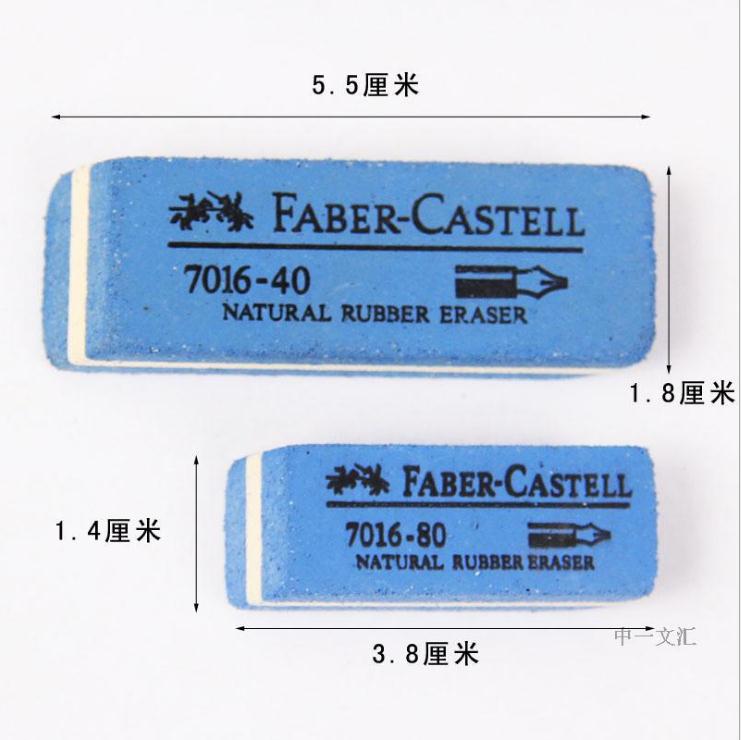 5.5厘米
FABER-CASTELL
7016-40
NATURAL RUBBER ERASER
1.8厘米
FABER-CASTELL
7016-80
NATURAL RUBBER ERASER
1.4厘米
3.8厘米
中一文汇